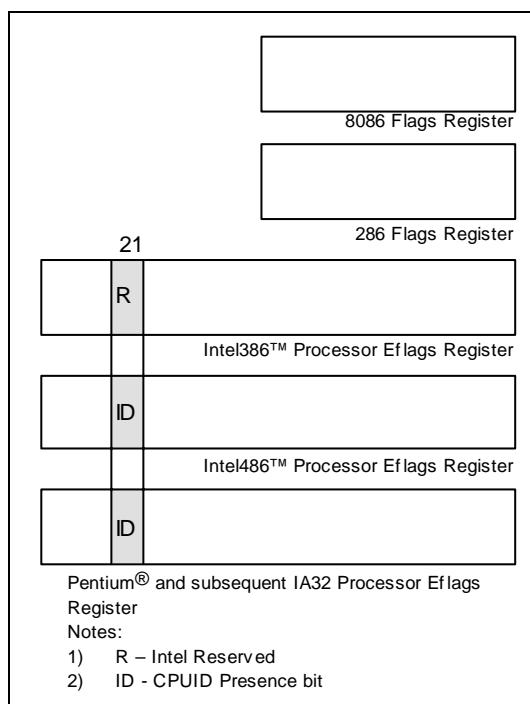 8086 Flags Register
286 Flags Register
21
R
Intel386™ Processor Eflags Register
ID
Intel486™ Processor Eflags Register
ID
Pentium® and subsequent IA32 Processor Eflags
Register
Notes:
1) R – Intel Reserved
2) ID - CPUID Presence bit